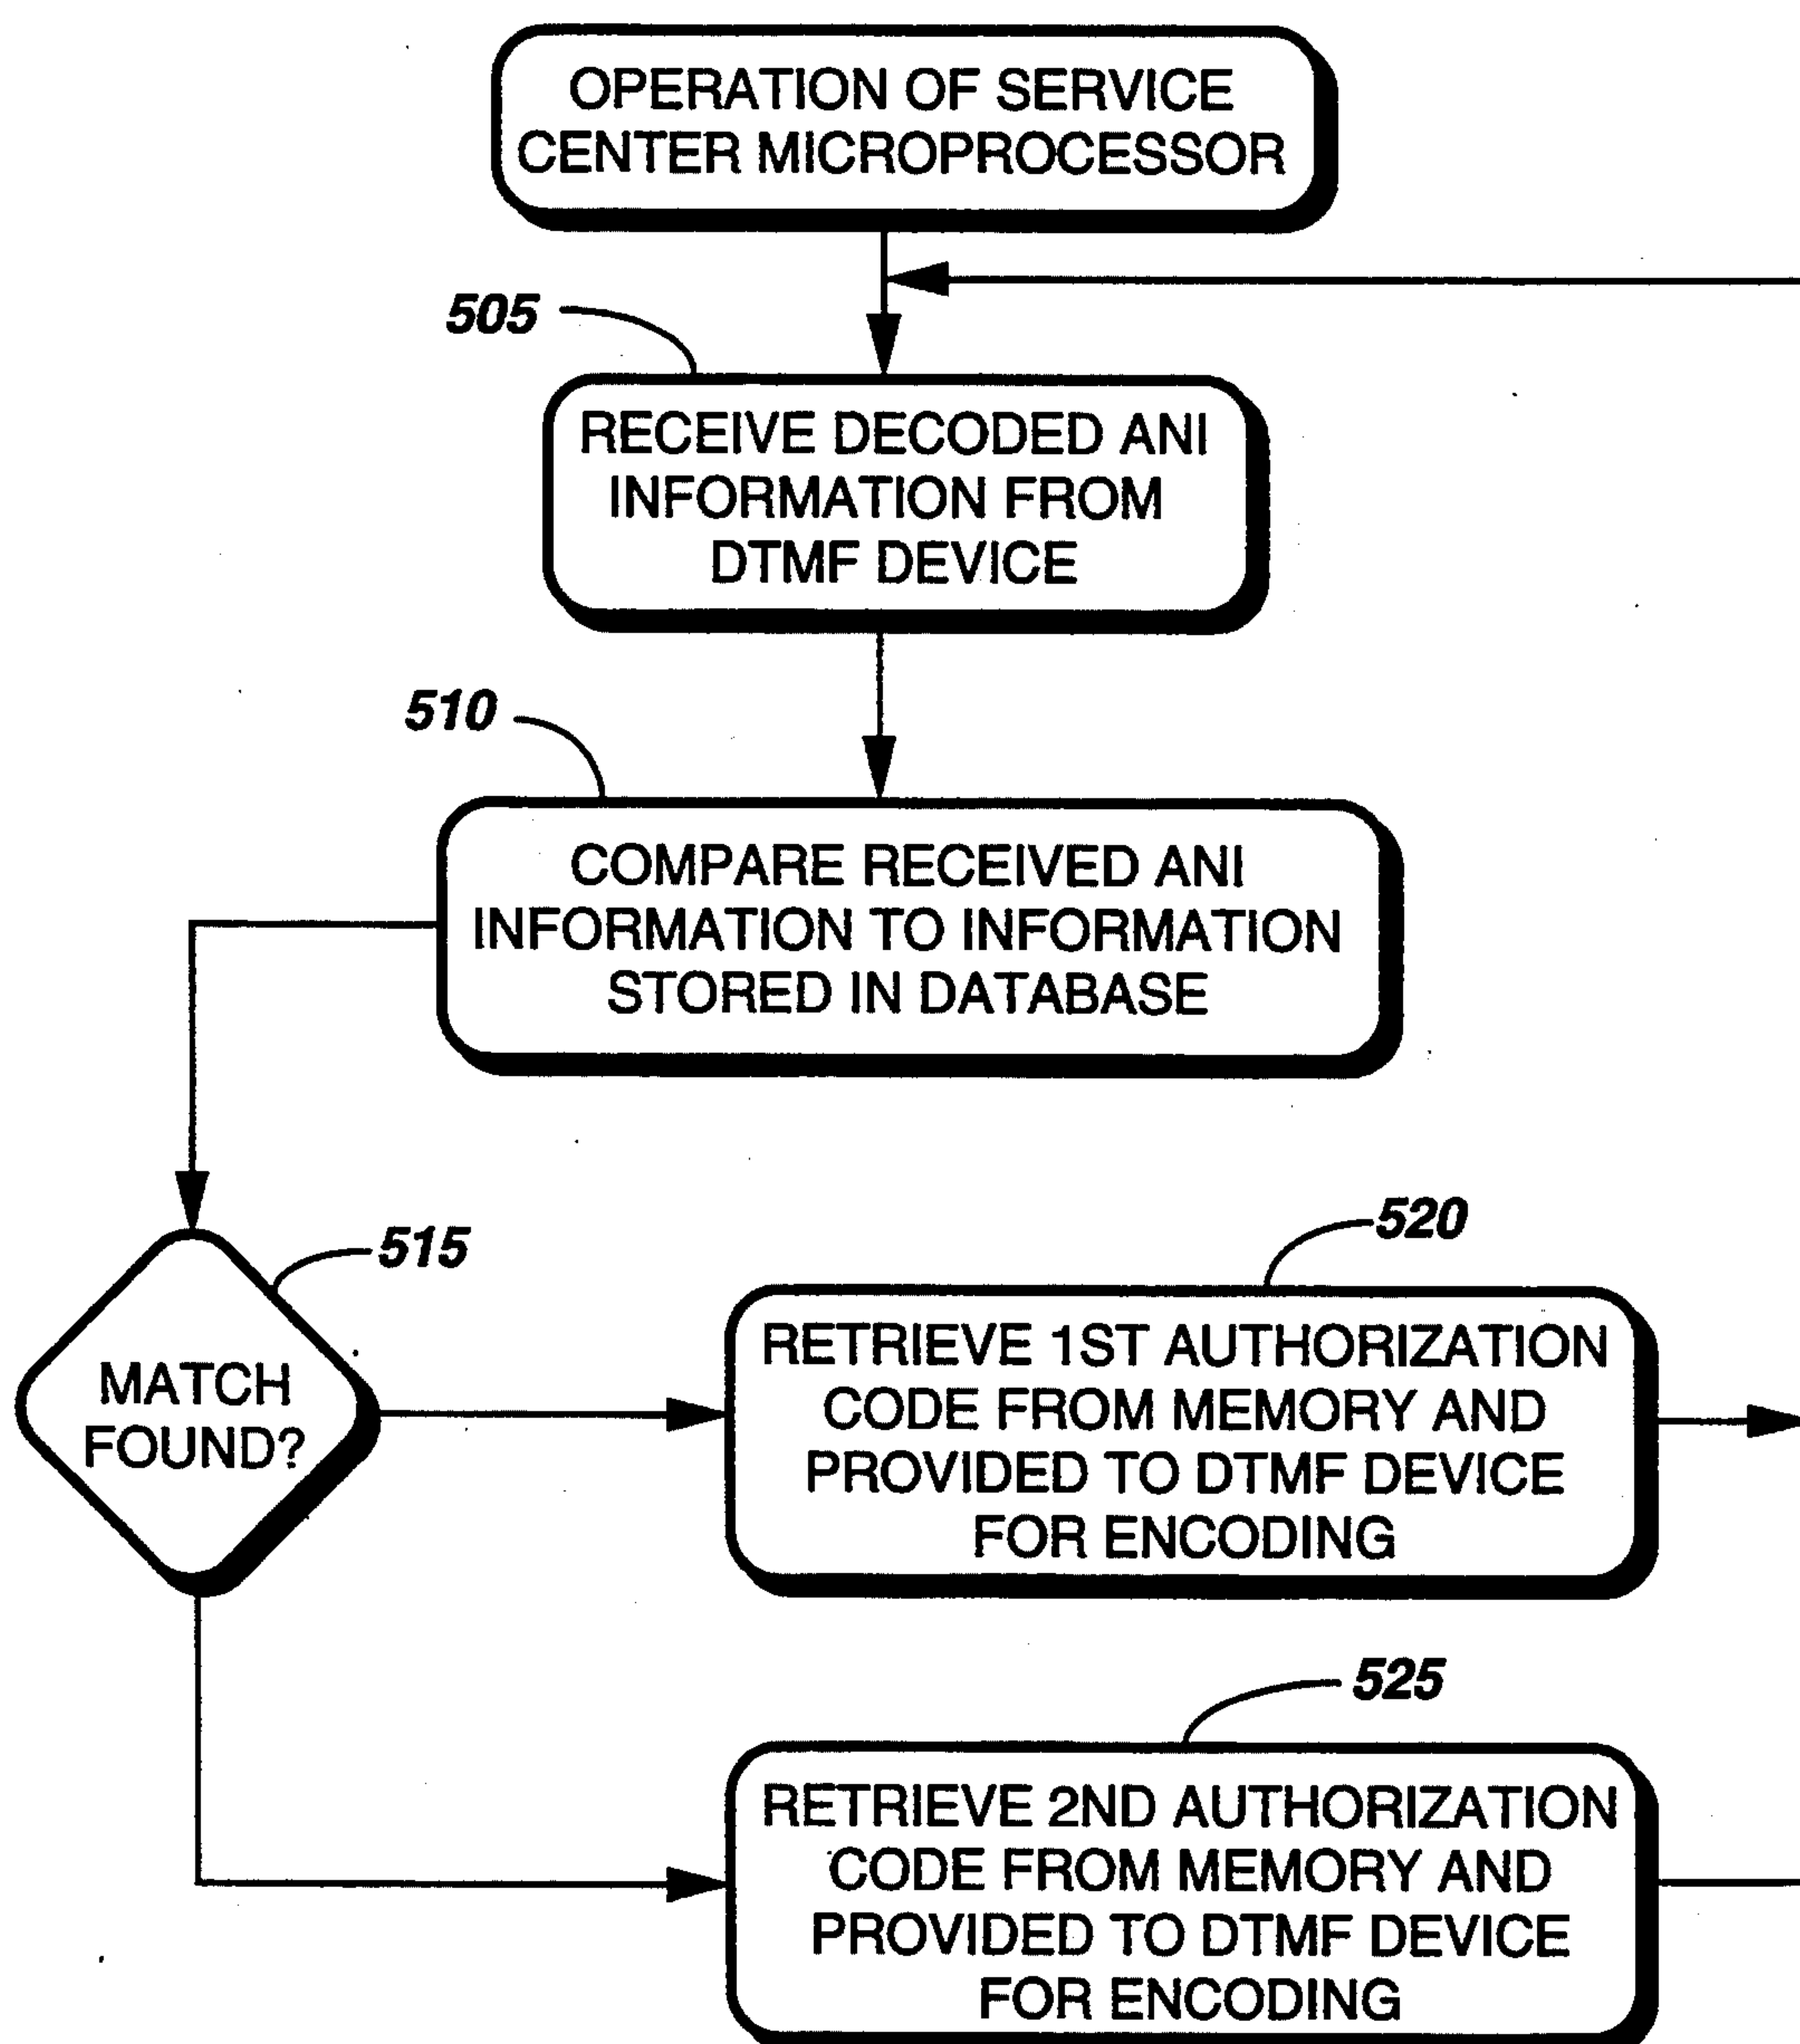 OPERATION OF SERVICE
CENTER MICROPROCESSOR
505
RECEIVE DECODED ANI
INFORMATION FROM
DTMF DEVICE
510
COMPARE RECEIVED ANI
INFORMATION TO INFORMATION
STORED IN DATABASE
515
MATCH
FOUND?
520
RETRIEVE 1ST AUTHORIZATION
CODE FROM MEMORY AND
PROVIDED TO DTMF DEVICE
FOR ENCODING
525
RETRIEVE 2ND AUTHORIZATION
CODE FROM MEMORY AND
PROVIDED TO DTMF DEVICE
FOR ENCODING